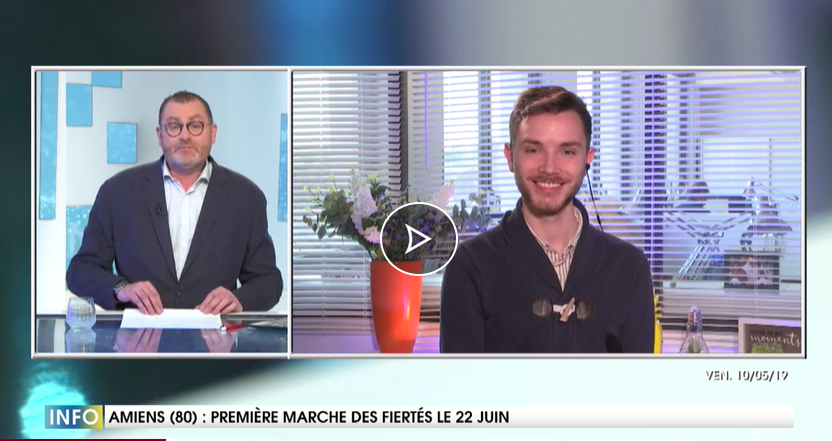 moments
VEN. 10/05/19
INFO AMIENS (80) : PREMIÈRE MARCHE DES FIERTÉS LE 22 JUIN